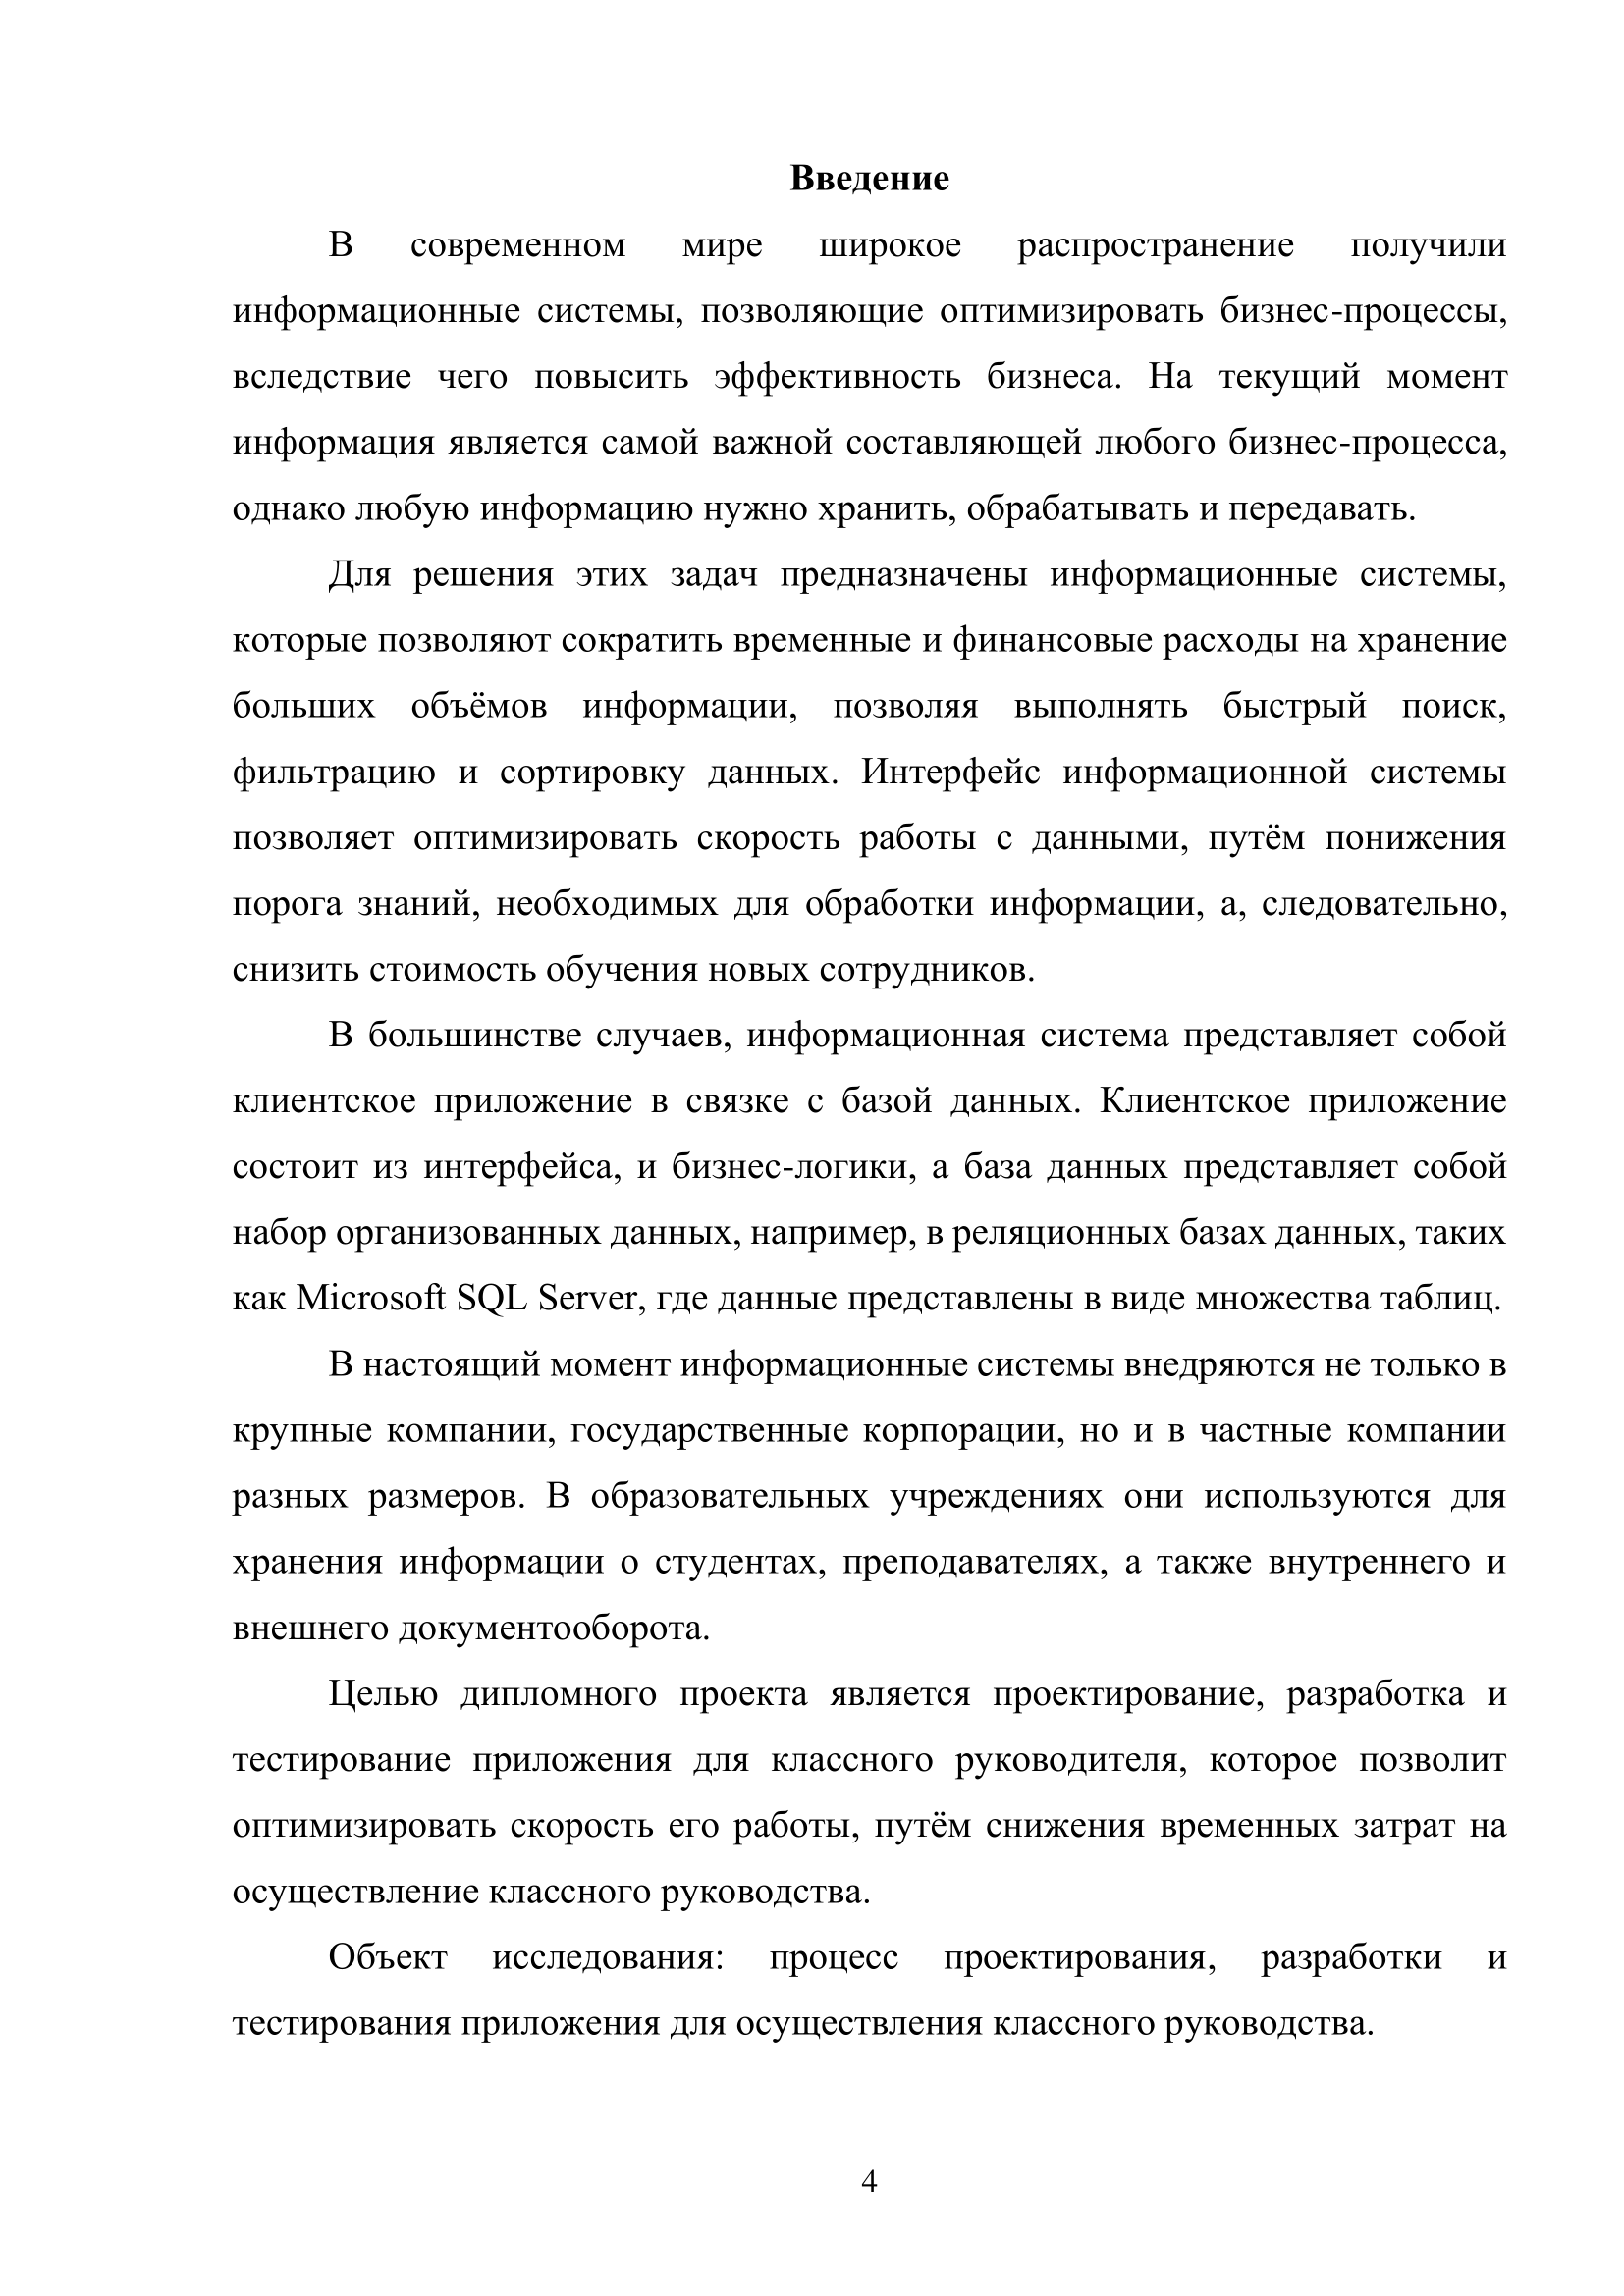 Введение
В современном мире широкое распространение получили
информационные системы, позволяющие оптимизировать бизнес-процессы,
вследствие чего повысить эффективность бизнеса. На текущий момент
информация является самой важной составляющей любого бизнес-процесса,
однако любую информацию нужно хранить, обрабатывать и передавать.
Для решения этих задач предназначены информационные системы,
которые позволяют сократить временные и финансовые расходы на хранение
больших объёмов информации, позволяя выполнять быстрый поиск,
фильтрацию и сортировку данных. Интерфейс информационной системы
позволяет оптимизировать скорость работы с данными, путём понижения
порога знаний, необходимых для обработки информации, а, следовательно,
снизить стоимость обучения новых сотрудников.
В большинстве случаев, информационная система представляет собой
клиентское приложение в связке с базой данных. Клиентское приложение
состоит из интерфейса, и бизнес-логики, а база данных представляет собой
набор организованных данных, например, в реляционных базах данных, таких
как Microsoft SQL Server, где данные представлены в виде множества таблиц.
В настоящий момент информационные системы внедряются не только в
крупные компании, государственные корпорации, но и в частные компании
разных размеров. В образовательных учреждениях они используются для
хранения информации о студентах, преподавателях, а также внутреннего и
внешнего документооборота.
Целью дипломного проекта является проектирование, разработка и
тестирование приложения для классного руководителя, которое позволит
оптимизировать скорость его работы, путём снижения временных затрат на
осуществление классного руководства.
Объект исследования: процесс проектирования, разработки и
тестирования приложения для осуществления классного руководства.
4